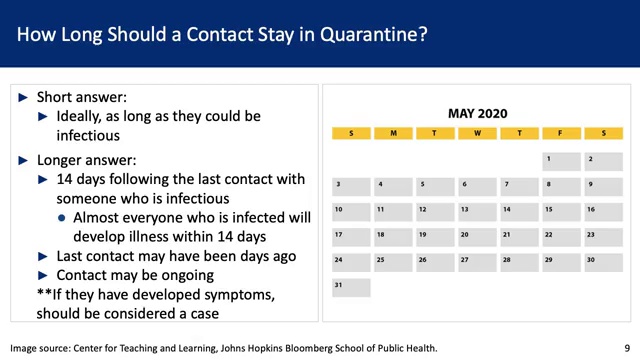 How Long Should a Contact Stay in Quarantine?
► Short answer:
► Ideally, as long as they could be
infectious
► Longer answer:
► 14 days following the last contact with
someone who is infectious
● Almost everyone who is infected will
develop illness within 14 days
► Last contact may have been days ago
► Contact may be ongoing
**If they have developed symptoms,
should be considered a case
MAY 2020
S M T W T F S
1 2
3 4 5 6 7 8 9
10 11 12 13 14 15 16
17 18 19 20 21 22 23
24 25 26 27 28 29 30
31
Image source: Center for Teaching and Learning, Johns Hopkins Bloomberg School of Public Health.
9